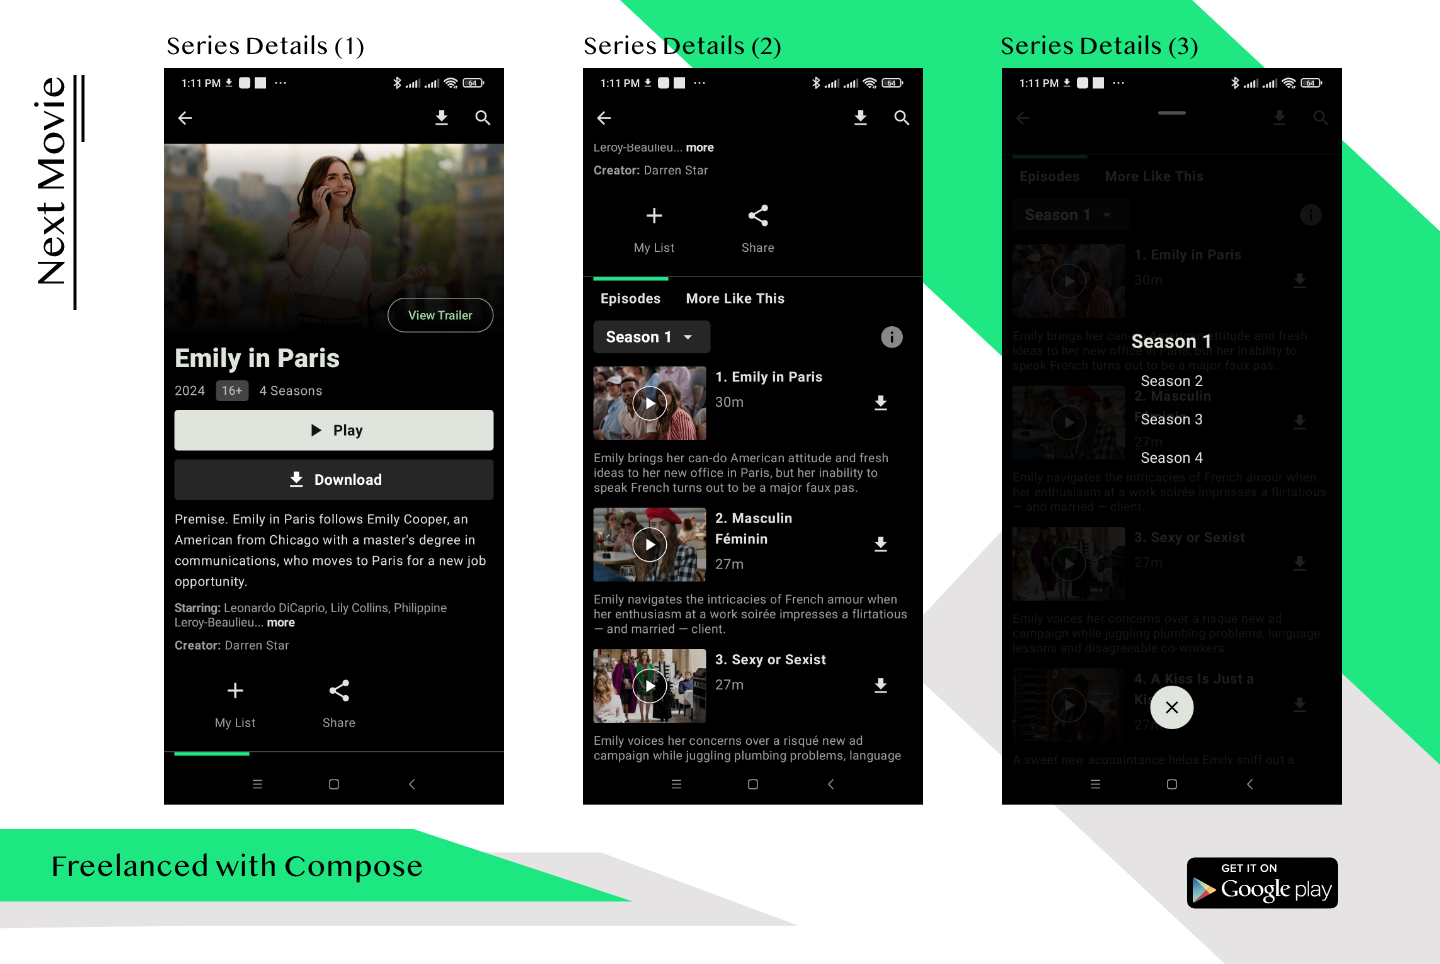 Next Movie
Series Details (1)
1:11 PM
64
View Trailer
Emily in Paris
2024 16+ 4 Seasons
Play
Download
Premise. Emily in Paris follows Emily Cooper, an
American from Chicago with a master's degree in
communications, who moves to Paris for a new job
opportunity.
Starring: Leonardo DiCaprio, Lily Collins, Philippine
Leroy-Beaulieu... more
Creator: Darren Star
My List Share
Series Details (2)
1:11 PM
64
Leroy-Beaulieu... more
Creator: Darren Star
My List Share
Episodes More Like This
Season 1
1. Emily in Paris
30m
Emily brings her can-do American attitude and fresh
ideas to her new office in Paris, but her inability to
speak French turns out to be a major faux pas.
2. Masculin
Féminin
27m
Emily navigates the intricacies of French amour when
her enthusiasm at a work soirée impresses a flirtatious
— and married — client.
3. Sexy or Sexist
27m
Emily voices her concerns over a risqué new ad
campaign while juggling plumbing problems, language
Series Details (3)
1:11 PM
64
Episodes More Like This
Season 1
1. Emily in Paris
30m
Emily brings her can-do American attitude and fresh
ideas to her new office in Paris, but her inability to
speak French turns out to be a major faux pas.
Season 1
Season 2
Season 3
Season 4
2. Masculin
27m
Emily navigates the intricacies of French amour when
her enthusiasm at a work soirée impresses a flirtatious
— and married — client.
3. Sexy or Sexist
27m
Emily voices her concerns over a risqué new ad
campaign while juggling plumbing problems, language
lessons and disagreeable co-workers.
4. A Kiss Is Just a
A sweet new acquaintance helps Emily sniff out a
Freelanced with Compose
GET IT ON
Google play